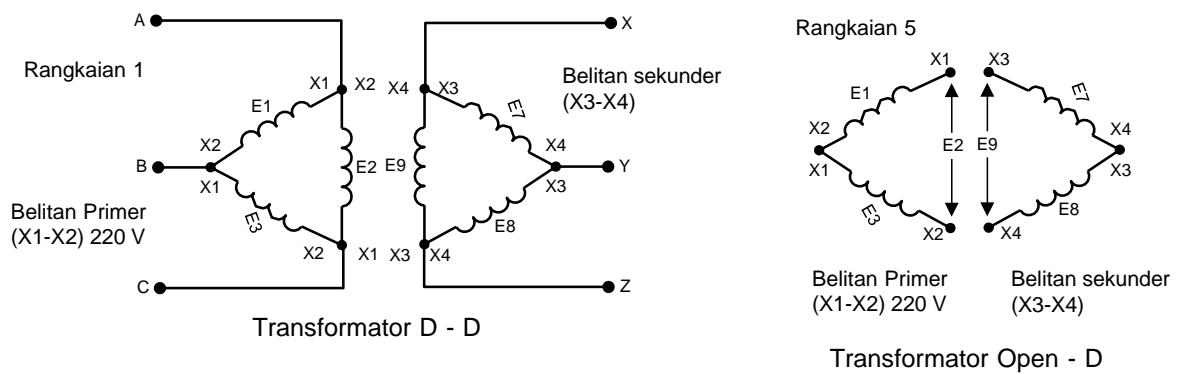 A
X
Rangkaian 1
X1 X2 X4 X3
Belitan sekunder
(X3-X4)
E1
E7
X2
X4
B
E2 E9
Y
X1
X3
Belitan Primer
(X1-X2) 220 V
E3
E8
X2 X1 X3 X4
C
Z
Transformator D - D
Rangkaian 5
X1 X3
E1
E7
X2
X4
E2 E9
X1
X3
E3
E8
X2 X4
Belitan Primer
(X1-X2) 220 V
Belitan sekunder
(X3-X4)
Transformator Open - D